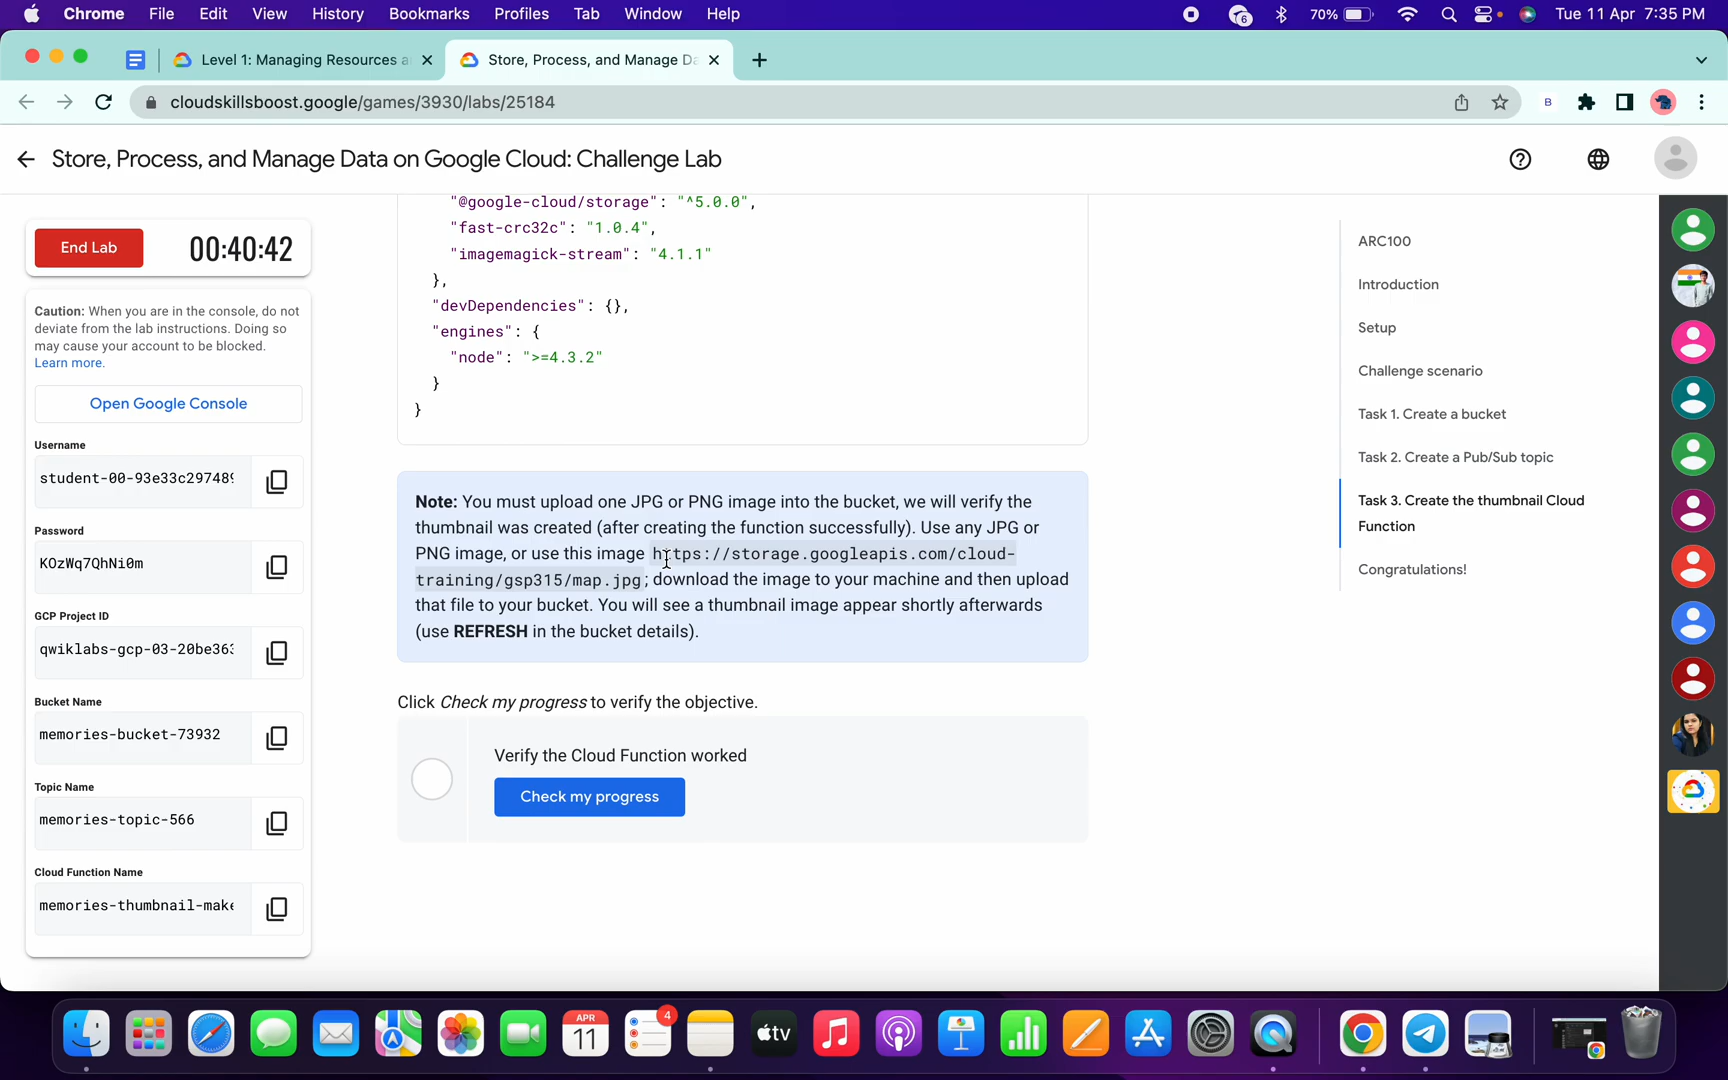 Chrome File Edit View History Bookmarks Profiles Tab Window Help 6 70% Tue 11 Apr 7:35 PM
Level 1: Managing Resources a Store, Process, and Manage Da
cloudskillsboost.google/games/3930/labs/25184 B
Store, Process, and Manage Data on Google Cloud: Challenge Lab
End Lab 00:40:42
Caution: When you are in the console, do not
deviate from the lab instructions. Doing so
may cause your account to be blocked.
Learn more.
Open Google Console
Username
student-00-93e33c297489
Password
KOzWq7QhNi0m
GCP Project ID
qwiklabs-gcp-03-20be363
Bucket Name
memories-bucket-73932
Topic Name
memories-topic-566
Cloud Function Name
memories-thumbnail-make
"@google-cloud/storage": "^5.0.0",
"fast-crc32c": "1.0.4",
"imagemagick-stream": "4.1.1"
},
"devDependencies": {},
"engines": {
"node": ">=4.3.2"
}
}
Note: You must upload one JPG or PNG image into the bucket, we will verify the
thumbnail was created (after creating the function successfully). Use any JPG or
PNG image, or use this image https://storage.googleapis.com/cloud-
training/gsp315/map.jpg; download the image to your machine and then upload
that file to your bucket. You will see a thumbnail image appear shortly afterwards
(use REFRESH in the bucket details).
Click Check my progress to verify the objective.
Verify the Cloud Function worked
Check my progress
ARC100
Introduction
Setup
Challenge scenario
Task 1. Create a bucket
Task 2. Create a Pub/Sub topic
Task 3. Create the thumbnail Cloud
Function
Congratulations!
APR
11
4
tv